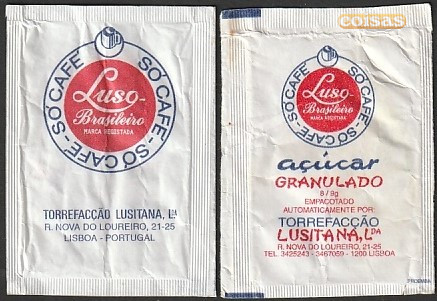 SÓ CAFÉ - SÓ CAFÉ - SÓ CAFÉ
Luso-
Brasileiro
MARCA REGISTADA
TORREFACÇÃO LUSITANA, LDA
R. NOVA DO LOUREIRO, 21-25
LISBOA - PORTUGAL
coisas
SÓ CAFÉ - SÓ CAFÉ - SÓ CAFÉ
Luso-
Brasileiro
MARCA REGISTADA
açúcar
GRANULADO
8 / 9g
EMPACOTADO
AUTOMATICAMENTE POR:
TORREFACÇÃO
LUSITANA, LDA
R. NOVA DO LOUREIRO, 21-25
TEL. 3425243 - 3467059 - 1200 LISBOA